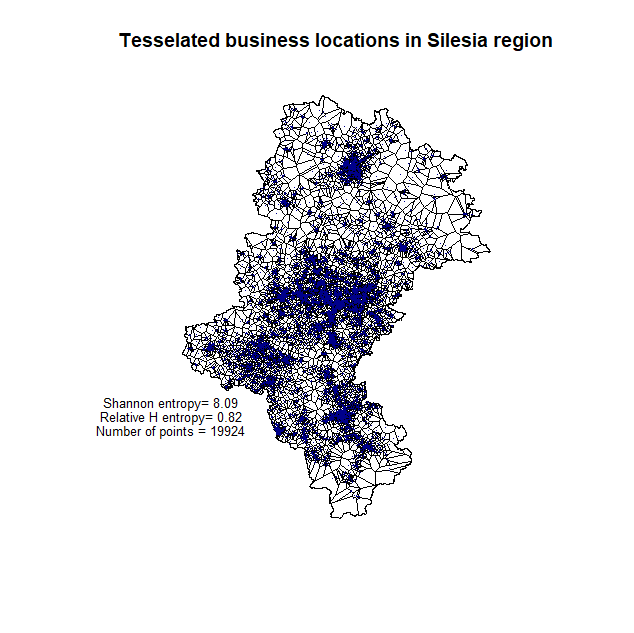 Tesselated business locations in Silesia region
Shannon entropy= 8.09
Relative H entropy= 0.82
Number of points = 19924